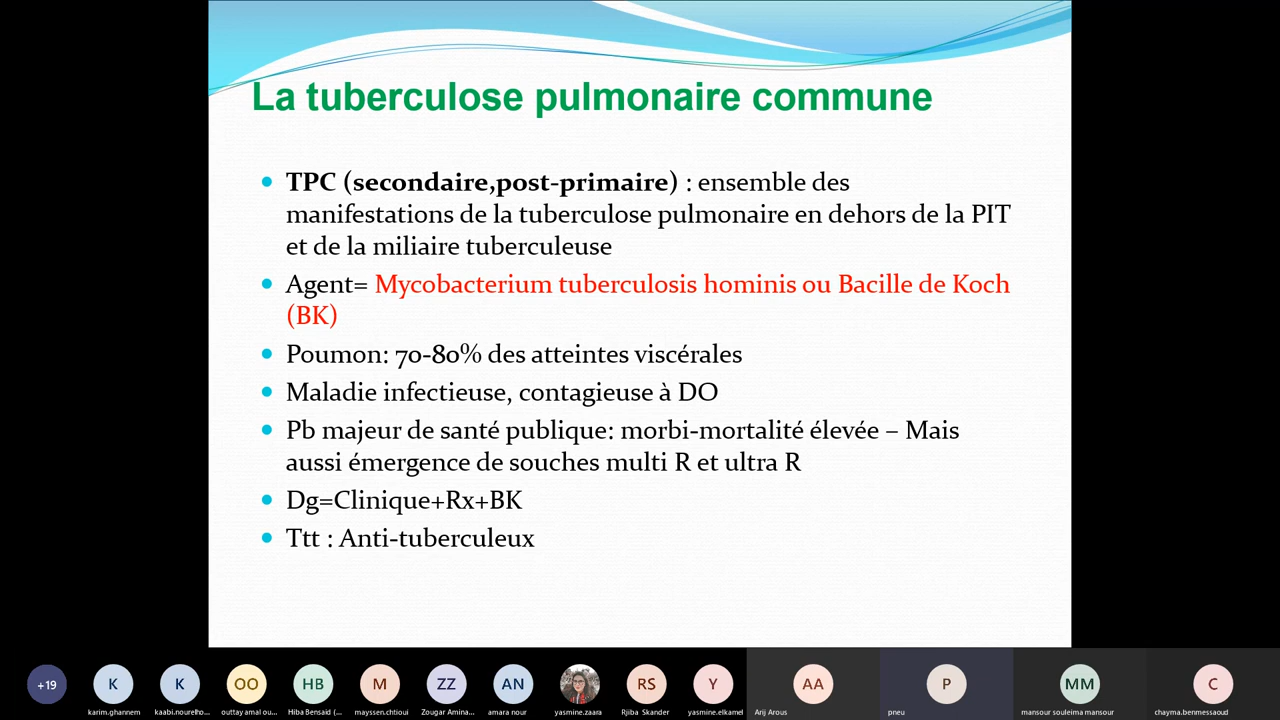 La tuberculose pulmonaire commune
TPC (secondaire,post-primaire) : ensemble des
manifestations de la tuberculose pulmonaire en dehors de la PIT
et de la miliaire tuberculeuse
Agent= Mycobacterium tuberculosis hominis ou Bacille de Koch
(BK)
Poumon: 70-80% des atteintes viscérales
Maladie infectieuse, contagieuse à DO
Pb majeur de santé publique: morbi-mortalité élevée – Mais
aussi émergence de souches multi R et ultra R
Dg=Clinique+Rx+BK
Ttt : Anti-tuberculeux
+19 K K OO HB M ZZ AN RS Y AA P MM C
karim.ghannem kaabi.nourelho... outtay amal ou... Hiba Bensaid (... mayssen.chtioui Zougar Amina... amara nour yasmine.zaara Rjiba Skander yasmine.elkamel Arij Arous pneu mansour souleima mansour chayma.benmessaoud